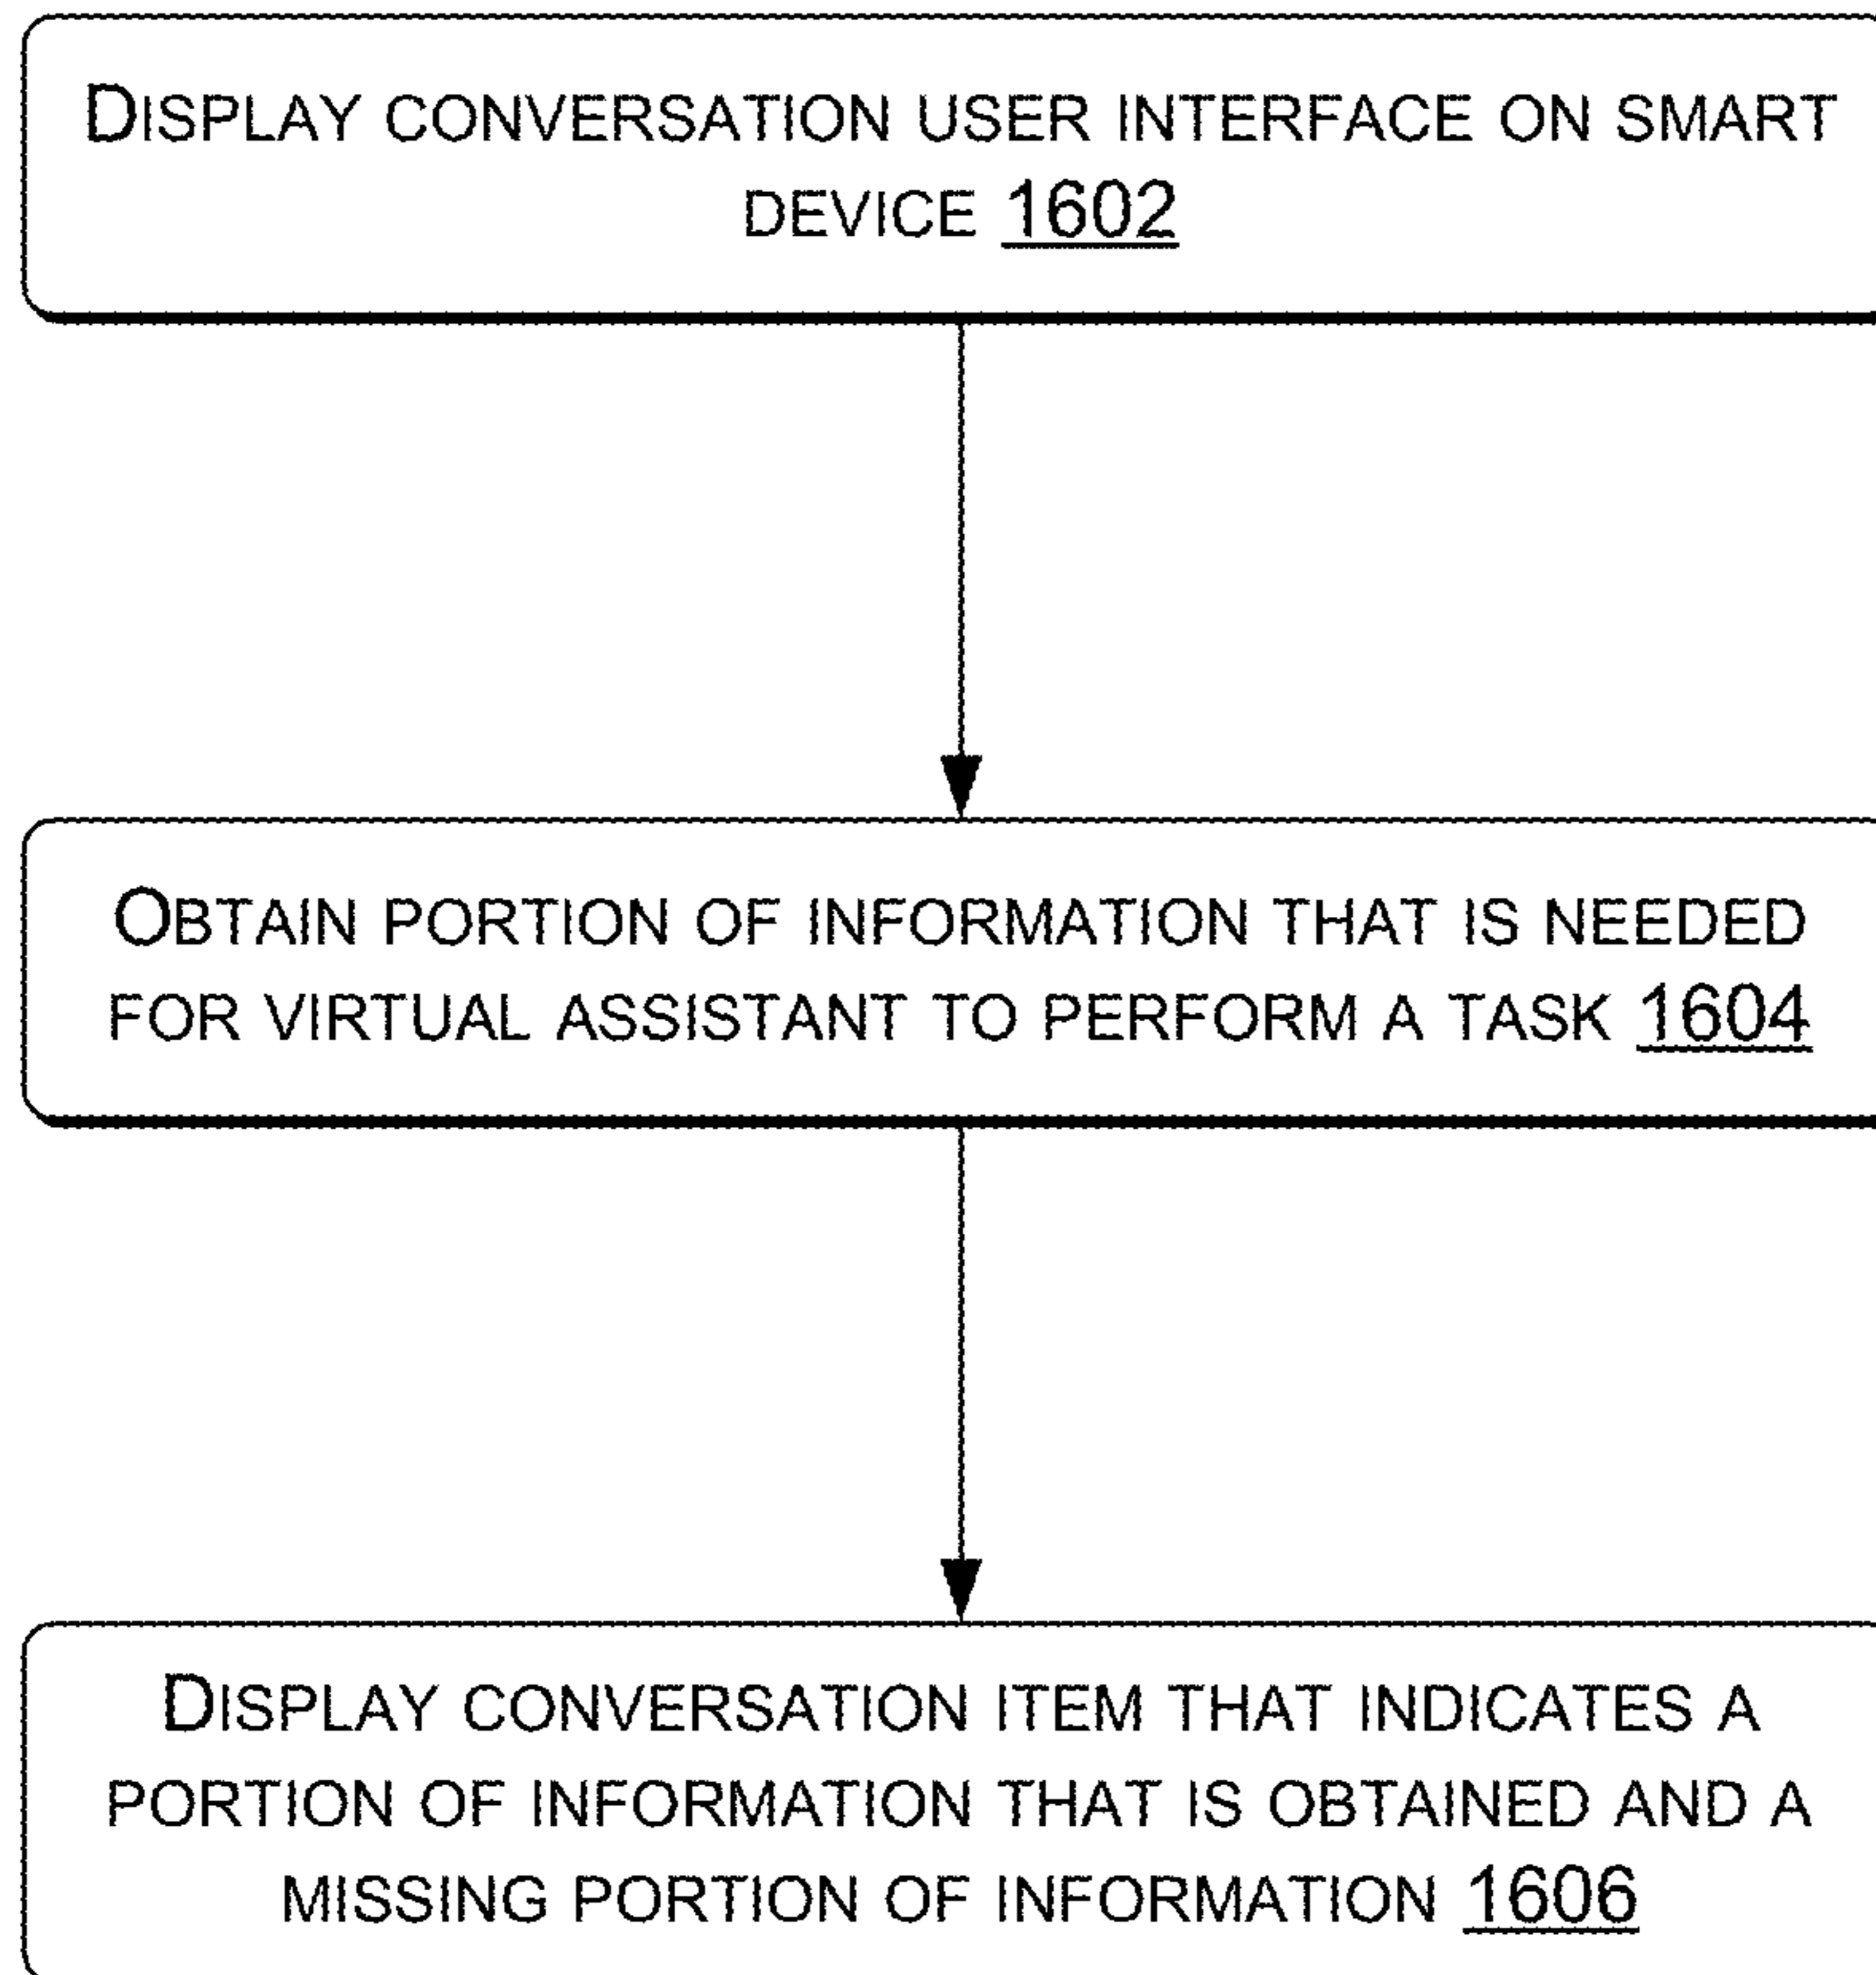 DISPLAY CONVERSATION USER INTERFACE ON SMART
DEVICE 1602
OBTAIN PORTION OF INFORMATION THAT IS NEEDED
FOR VIRTUAL ASSISTANT TO PERFORM A TASK 1604
DISPLAY CONVERSATION ITEM THAT INDICATES A
PORTION OF INFORMATION THAT IS OBTAINED AND A
MISSING PORTION OF INFORMATION 1606